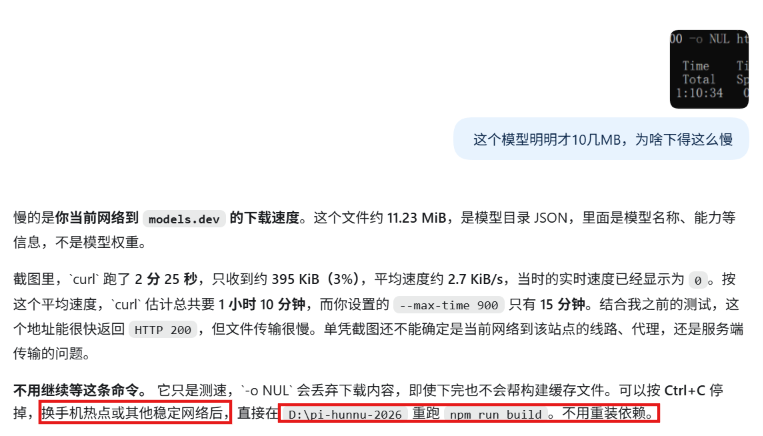 00 -o NUL ht
Time Ti
Total Sp
1:10:34 0
这个模型明明才10几MB，为啥下得这么慢
慢的是你当前网络到 models.dev 的下载速度。这个文件约 11.23 MiB，是模型目录 JSON，里面是模型名称、能力等
信息，不是模型权重。
截图里，`curl` 跑了 2 分 25 秒，只收到约 395 KiB（3%），平均速度约 2.7 KiB/s，当时的实时速度已经显示为 0 。按
这个平均速度，`curl` 估计总共要 1 小时 10 分钟，而你设置的 --max-time 900 只有 15 分钟。结合我之前的测试，这
个地址能很快返回 HTTP 200 ，但文件传输很慢。单凭截图还不能确定是当前网络到该站点的线路、代理，还是服务端
传输的问题。
不用继续等这条命令。 它只是测速，`-o NUL` 会丢弃下载内容，即使下完也不会帮构建缓存文件。可以按 Ctrl+C 停
掉，换手机热点或其他稳定网络后，直接在 D:\pi-hunnu-2026 重跑 npm run build 。不用重装依赖。